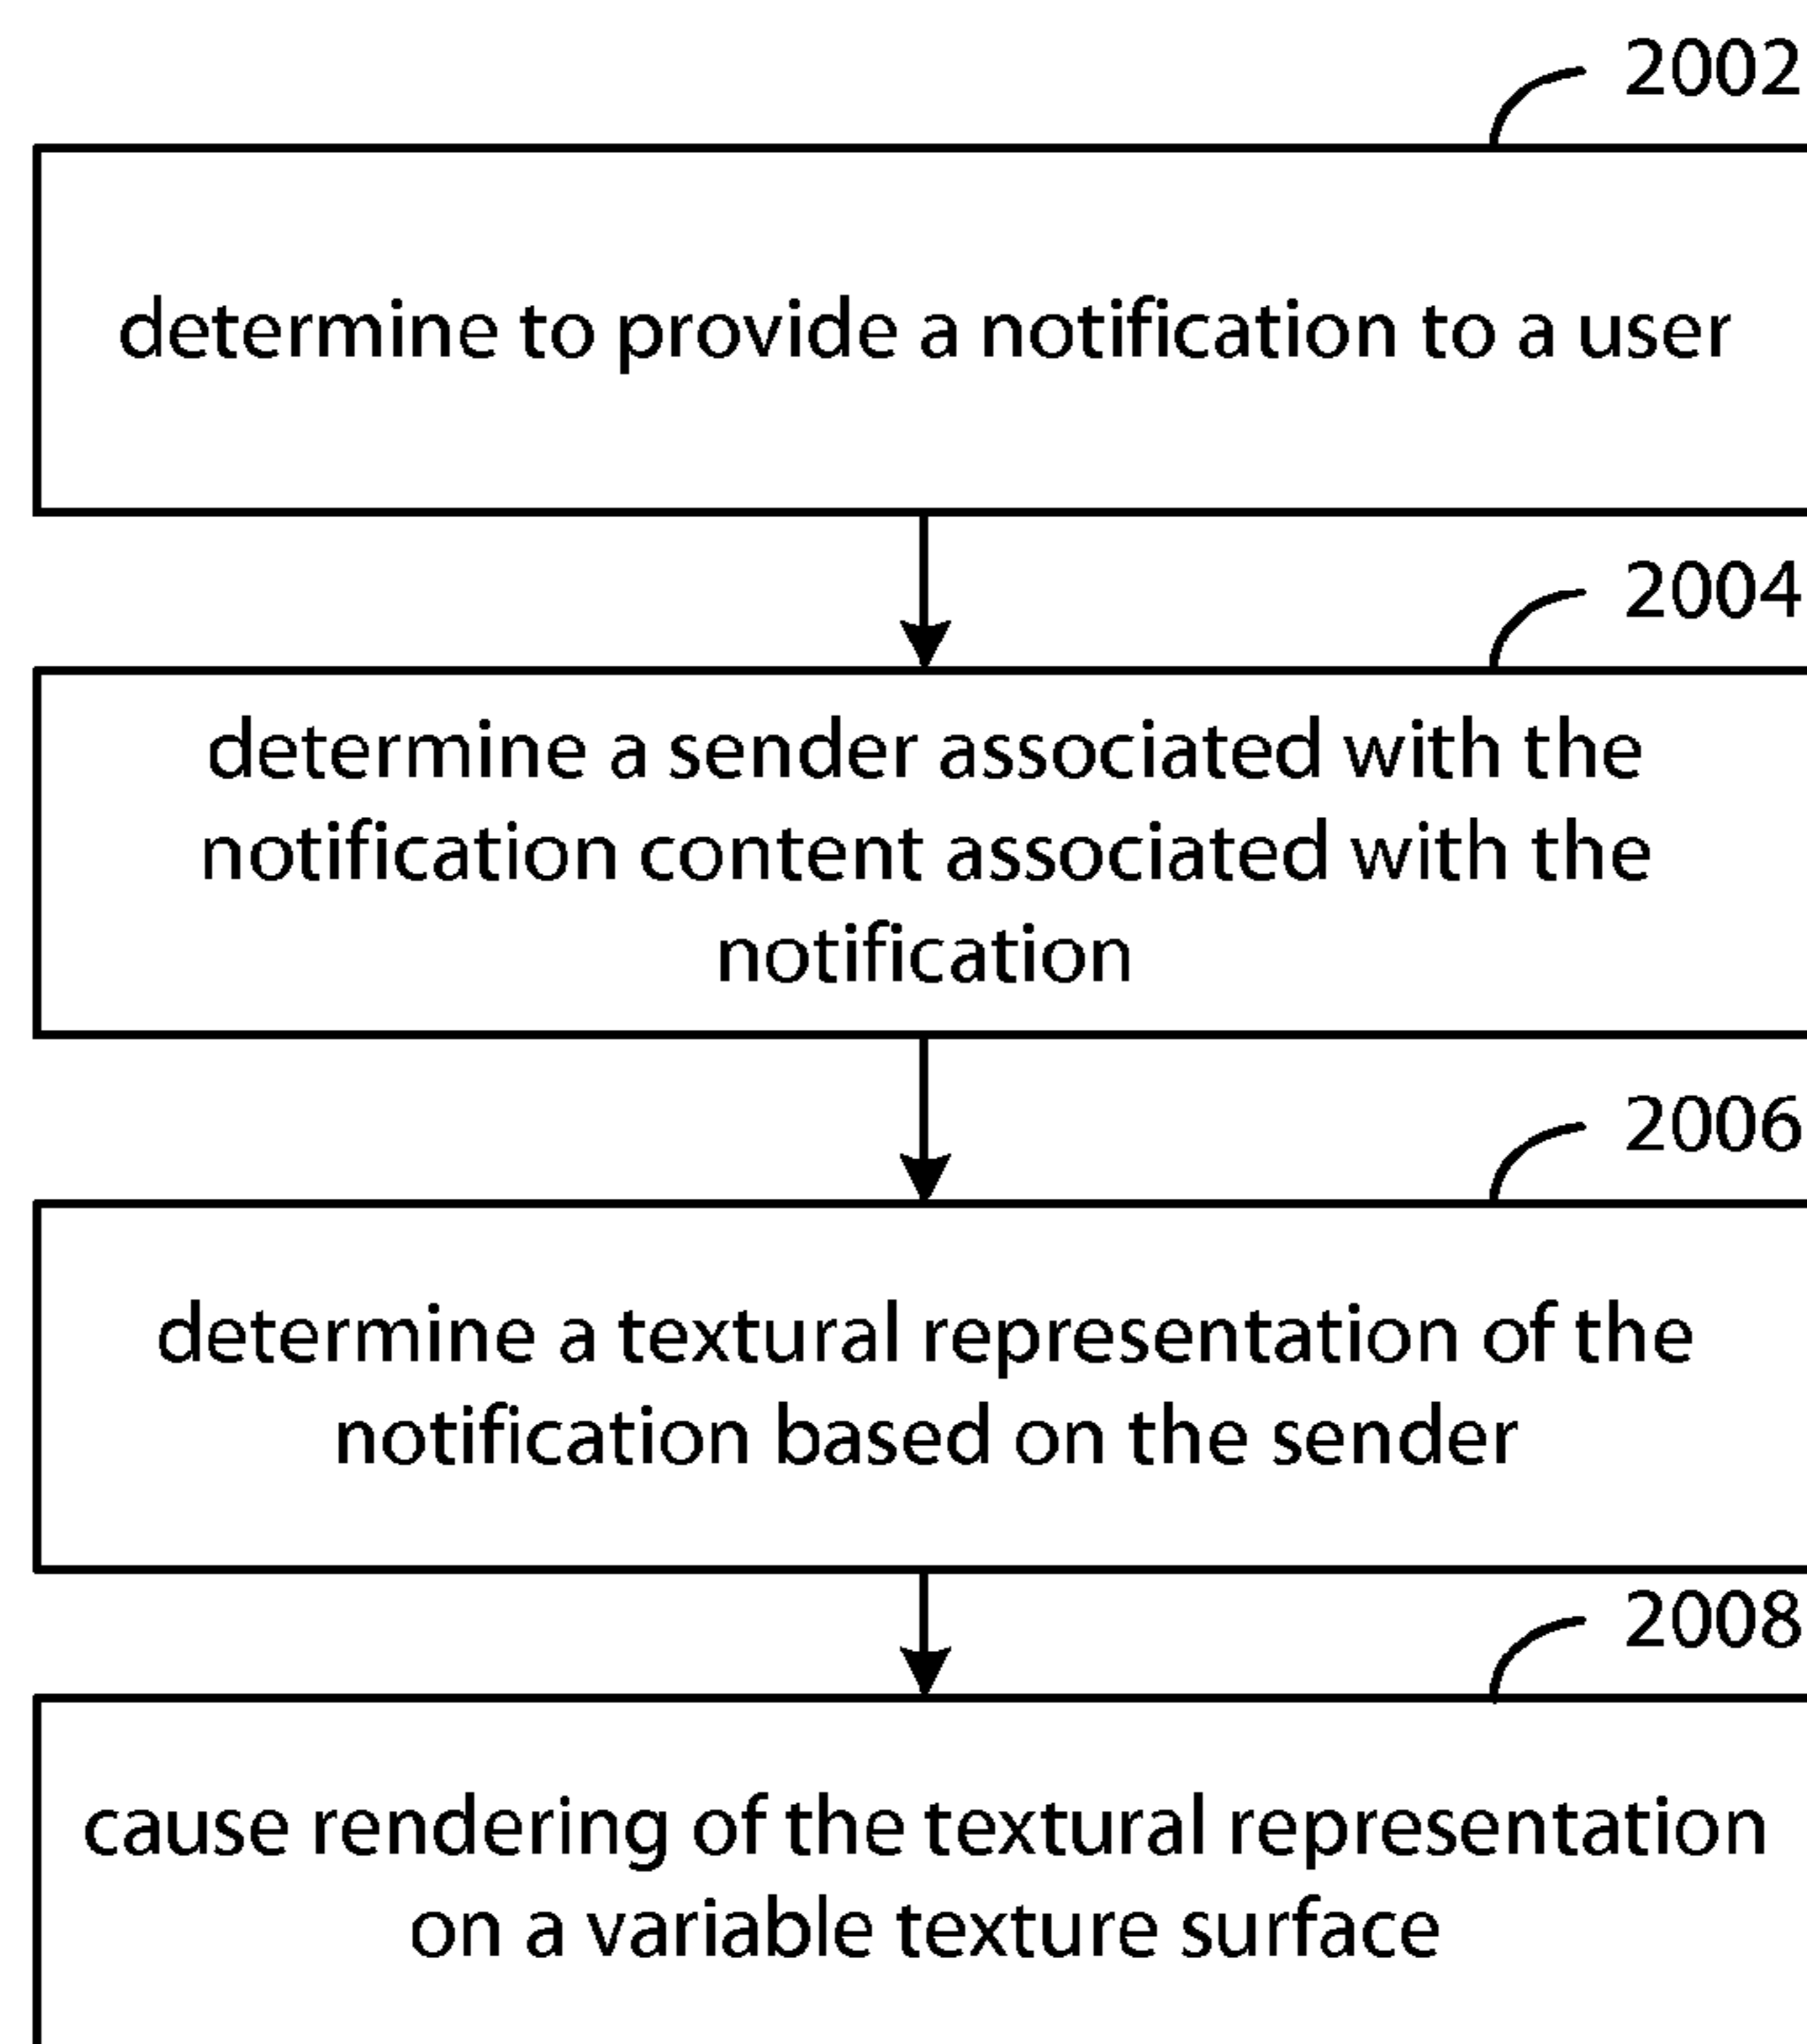 2002
determine to provide a notification to a user
2004
determine a sender associated with the
notification content associated with the
notification
2006
determine a textural representation of the
notification based on the sender
2008
cause rendering of the textural representation
on a variable texture surface